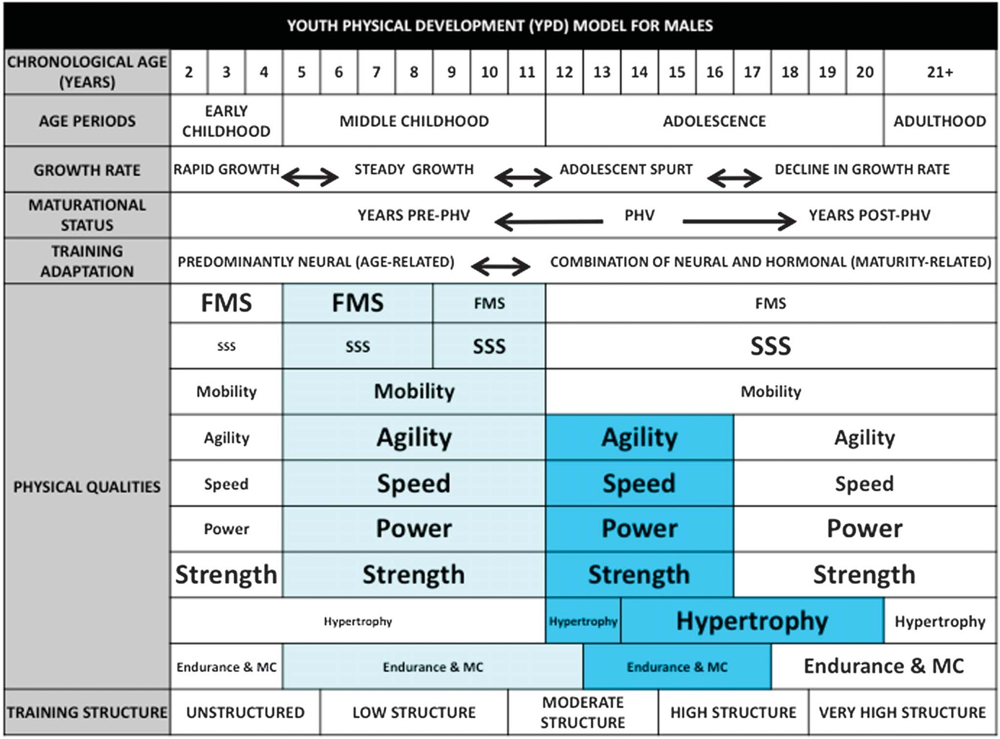 YOUTH PHYSICAL DEVELOPMENT (YPD) MODEL FOR MALES
CHRONOLOGICAL AGE (YEARS) 2 3 4 5 6 7 8 9 10 11 12 13 14 15 16 17 18 19 20 21+
AGE PERIODS EARLY CHILDHOOD MIDDLE CHILDHOOD ADOLESCENCE ADULTHOOD
GROWTH RATE RAPID GROWTH STEADY GROWTH ADOLESCENT SPURT DECLINE IN GROWTH RATE
MATURATIONAL STATUS YEARS PRE-PHV PHV YEARS POST-PHV
TRAINING ADAPTATION PREDOMINANTLY NEURAL (AGE-RELATED) COMBINATION OF NEURAL AND HORMONAL (MATURITY-RELATED)
PHYSICAL QUALITIES
FMS FMS FMS FMS
SSS SSS SSS SSS
Mobility Mobility Mobility
Agility Agility Agility Agility
Speed Speed Speed Speed
Power Power Power Power
Strength Strength Strength Strength
Hypertrophy Hypertrophy Hypertrophy Hypertrophy
Endurance & MC Endurance & MC Endurance & MC Endurance & MC
TRAINING STRUCTURE UNSTRUCTURED LOW STRUCTURE MODERATE STRUCTURE HIGH STRUCTURE VERY HIGH STRUCTURE